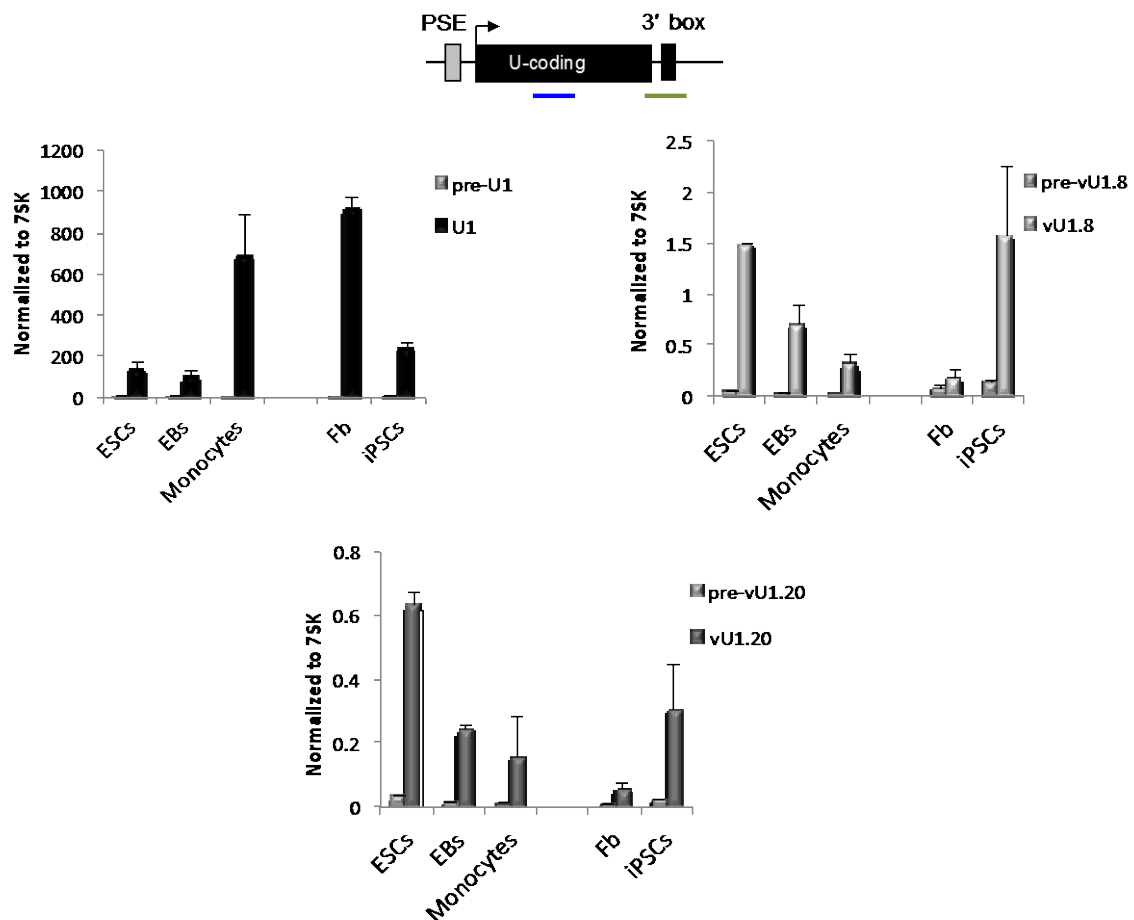 PSE
3′ box
U-coding
1200
1000
800
600
400
200
0
Normalized to 7SK
pre-U1
U1
ESCs
EBs
Monocytes
Fb
iPSCs
2.5
2
1.5
1
0.5
0
Normalized to 7SK
pre-vU1.8
vU1.8
ESCs
EBs
Monocytes
Fb
iPSCs
0.8
0.6
0.4
0.2
0
Normalized to 7SK
pre-vU1.20
vU1.20
ESCs
EBs
Monocytes
Fb
iPSCs